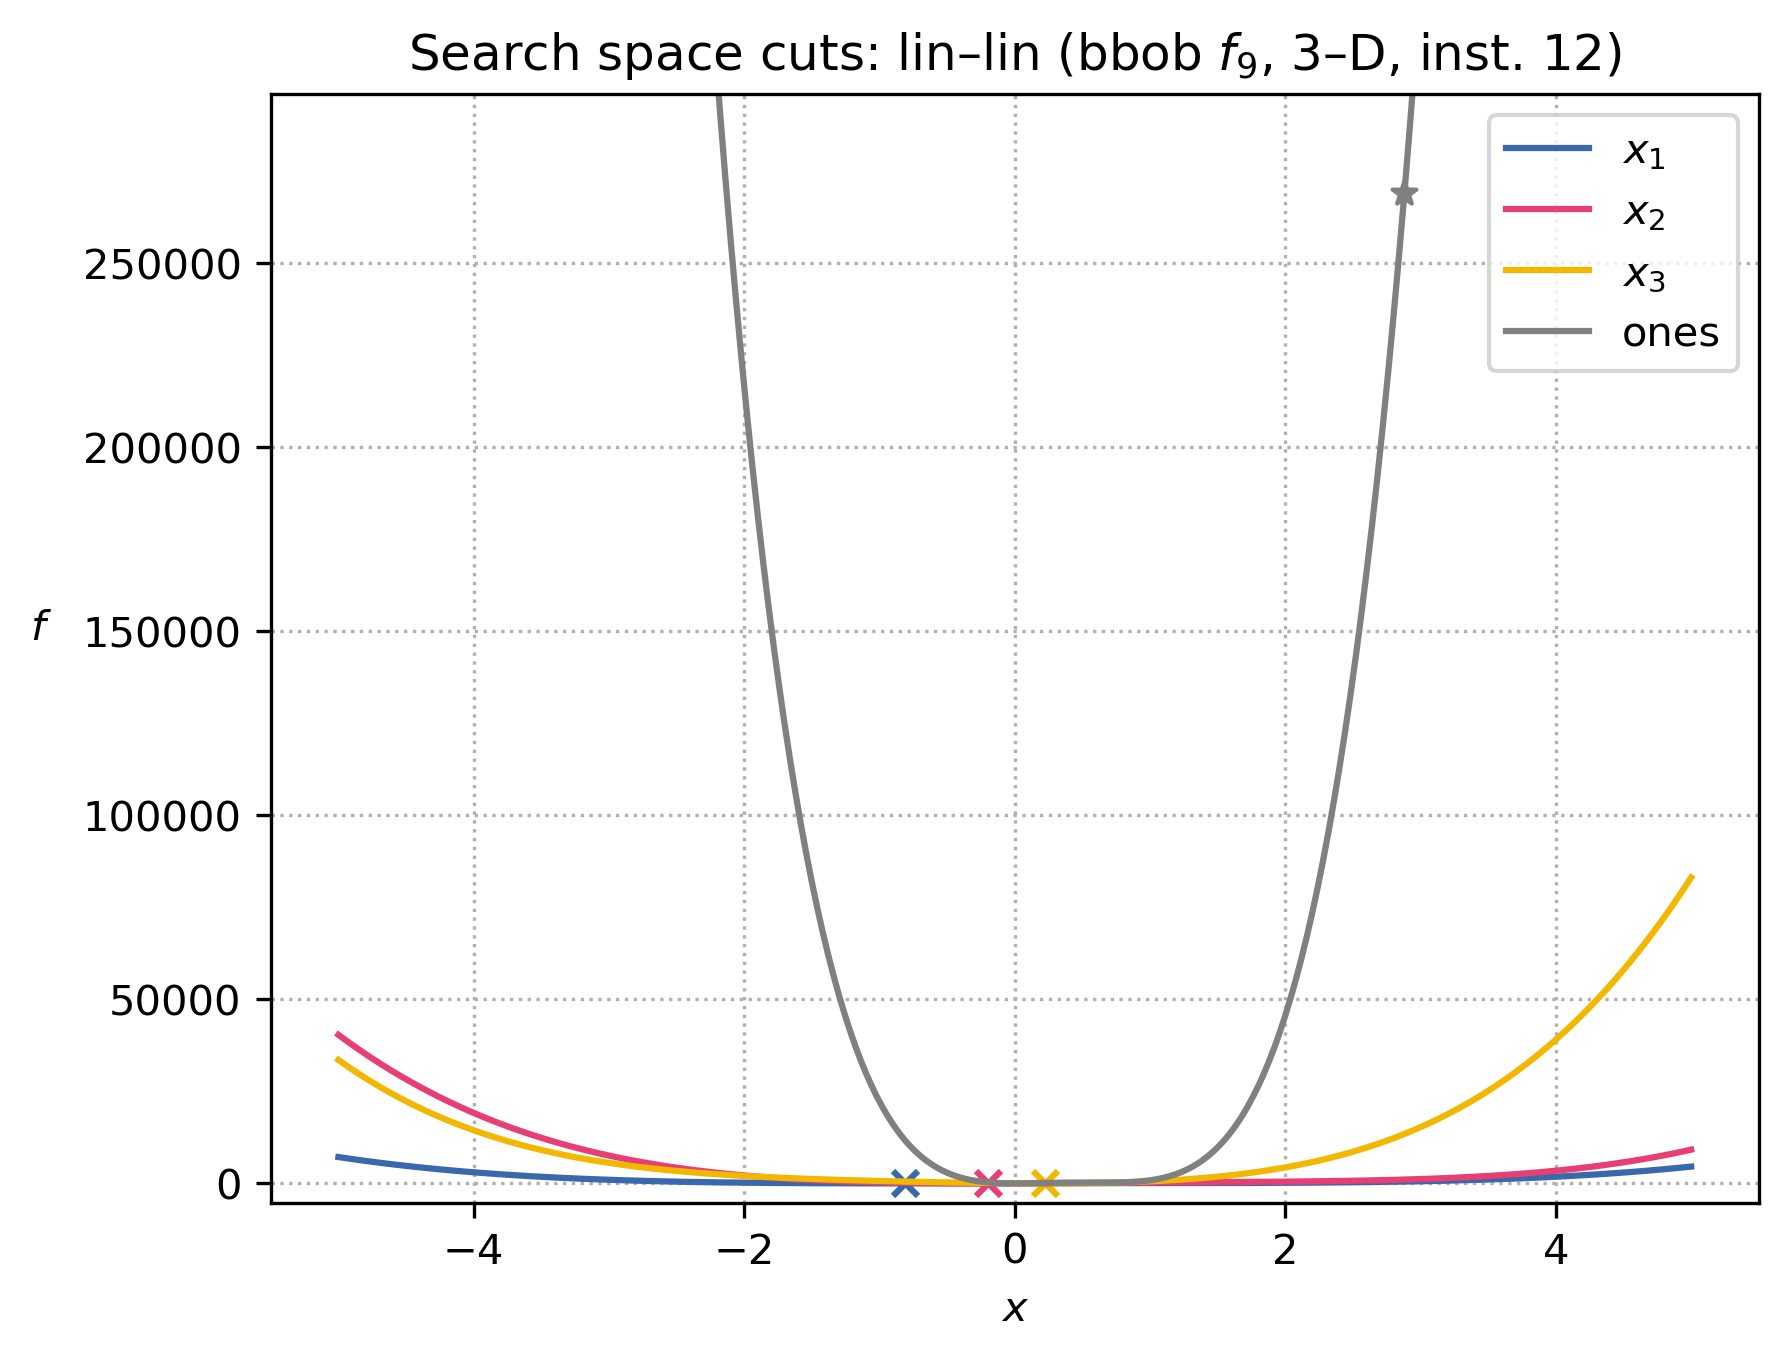 Search space cuts: lin–lin (bbob f₉, 3–D, inst. 12)
x₁
x₂
x₃
ones
250000
200000
150000
100000
50000
0
f
−4 −2 0 2 4
x